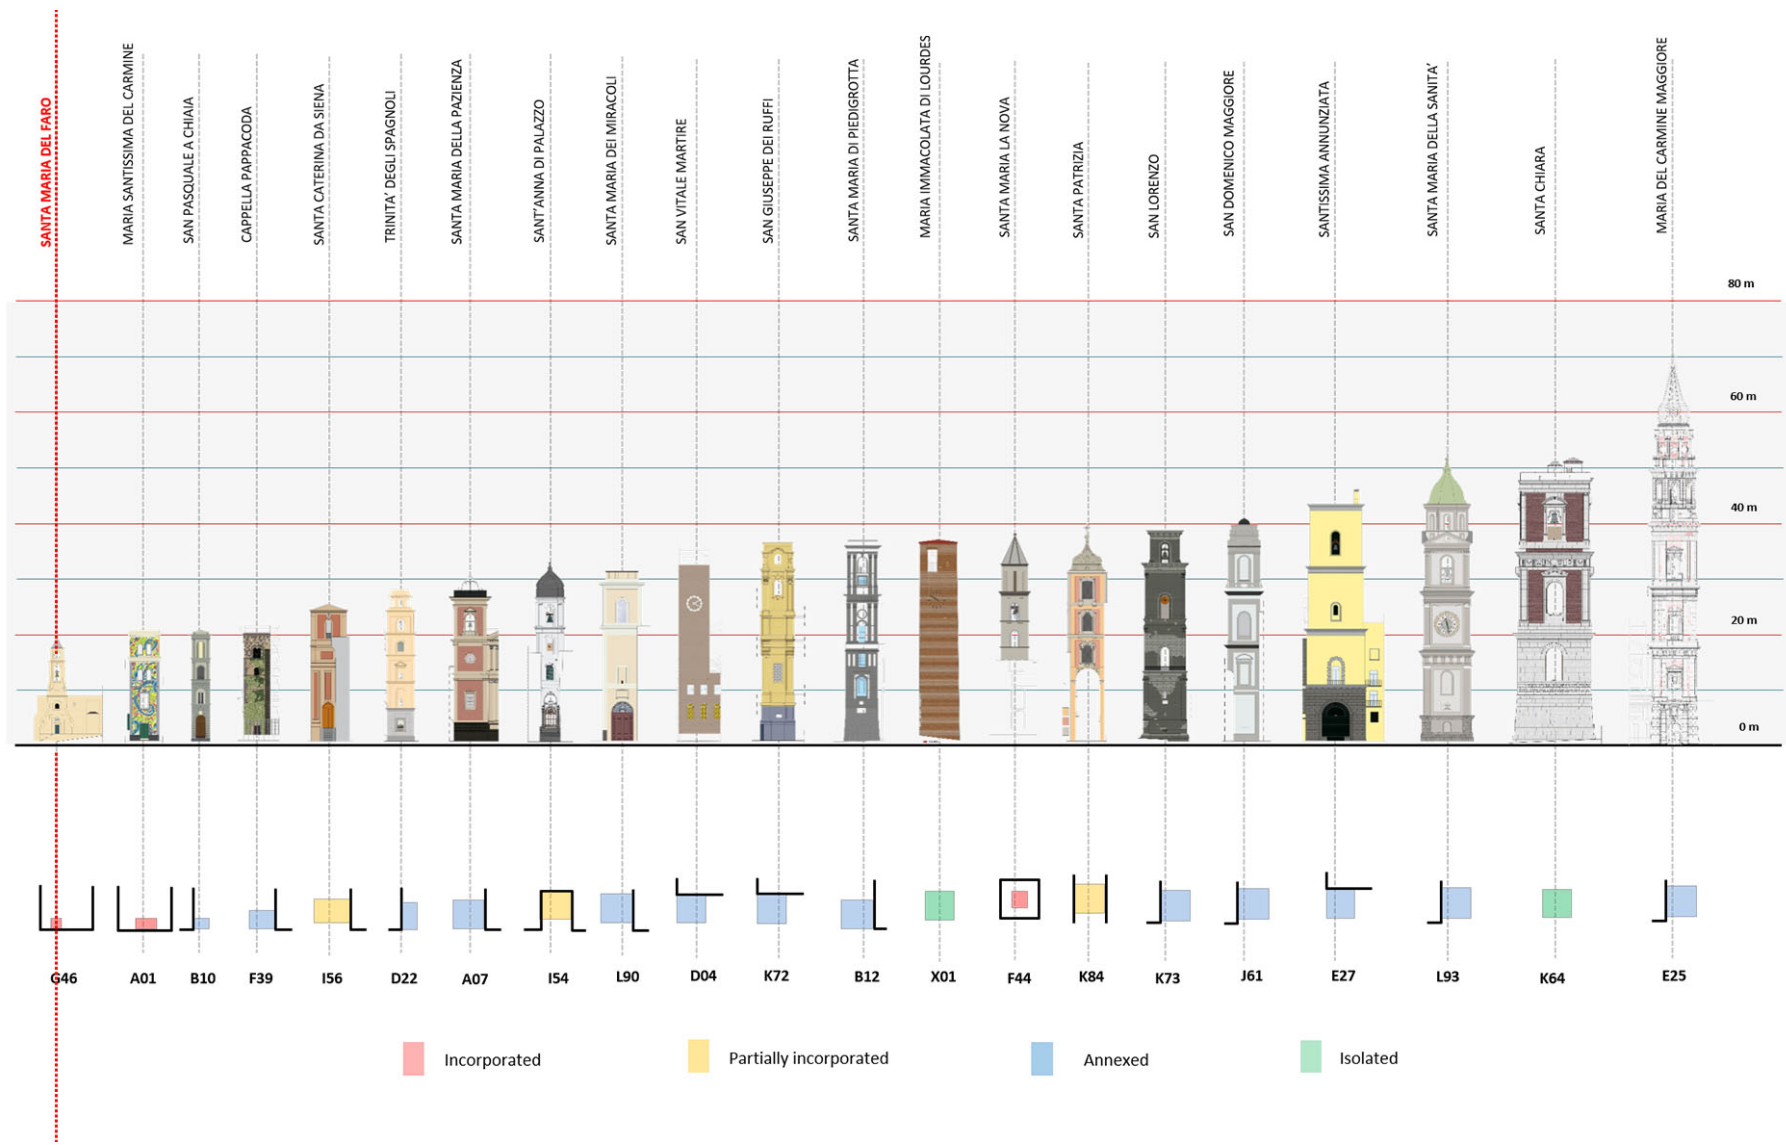 SANTA MARIA DEL FARO
MARIA SANTISSIMA DEL CARMINE
SAN PASQUALE A CHIAIA
CAPPELLA PAPPACODA
SANTA CATERINA DA SIENA
TRINITA' DEGLI SPAGNOLI
SANTA MARIA DELLA PAZIENZA
SANT'ANNA DI PALAZZO
SANTA MARIA DEI MIRACOLI
SAN VITALE MARTIRE
SAN GIUSEPPE DEI RUFFI
SANTA MARIA DI PIEDIGROTTA
MARIA IMMACOLATA DI LOURDES
SANTA MARIA LA NOVA
SANTA PATRIZIA
SAN LORENZO
SAN DOMENICO MAGGIORE
SANTISSIMA ANNUNZIATA
SANTA MARIA DELLA SANITA'
SANTA CHIARA
MARIA DEL CARMINE MAGGIORE
80 m
60 m
40 m
20 m
0 m
G46 A01 B10 F39 I56 D22 A07 I54 L90 D04 K72 B12 X01 F44 K84 K73 J61 E27 L93 K64 E25
Incorporated Partially incorporated Annexed Isolated